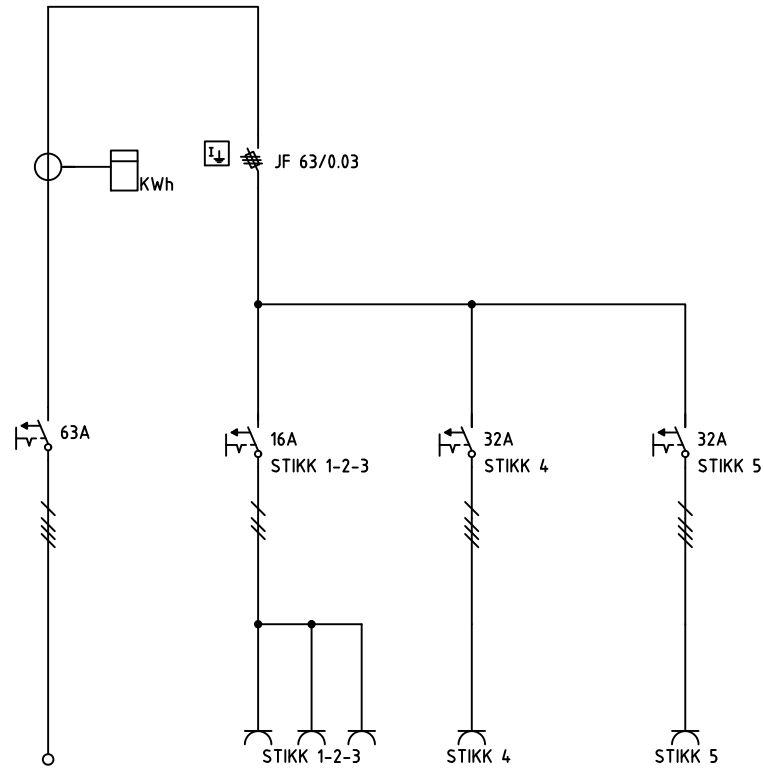 I
JF 63/0.03
KWh
63A
16A
STIKK 1-2-3
32A
STIKK 4
32A
STIKK 5
STIKK 1-2-3
STIKK 4
STIKK 5